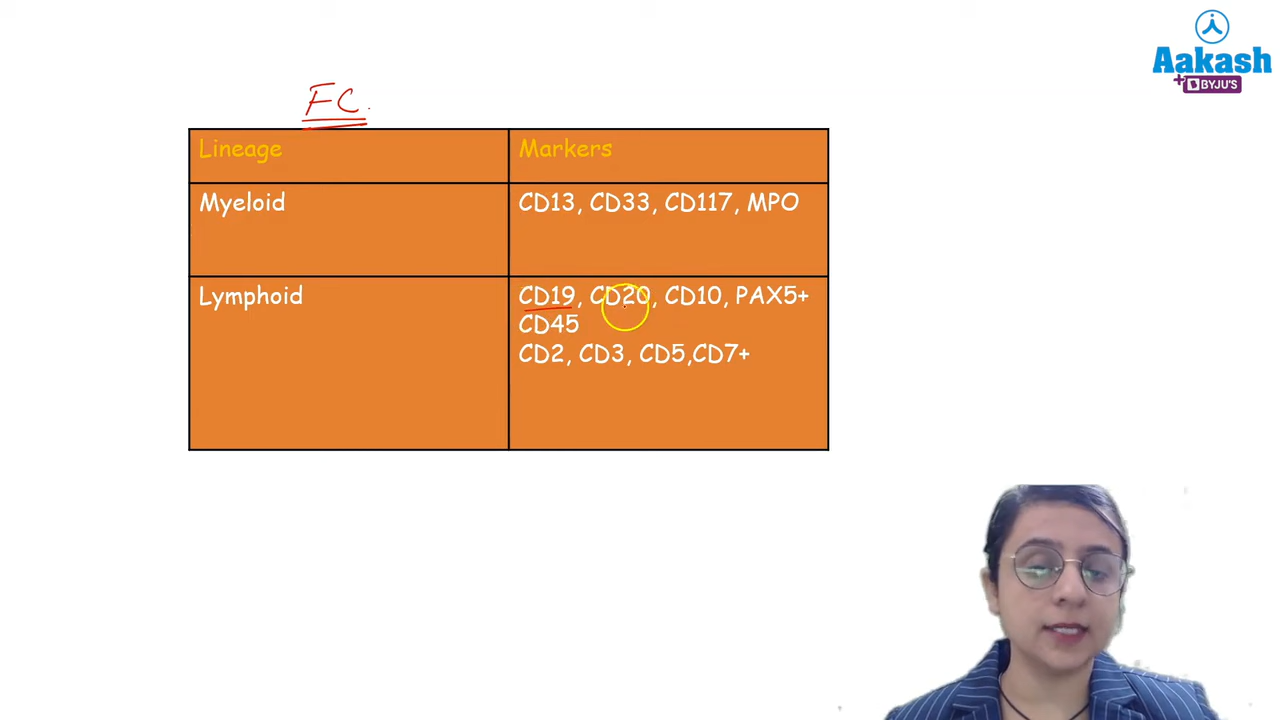 Aakash
+ BYJU'S
FC.
Lineage
Markers
Myeloid
CD13, CD33, CD117, MPO
Lymphoid
CD19, CD20, CD10, PAX5+
CD45
CD2, CD3, CD5,CD7+